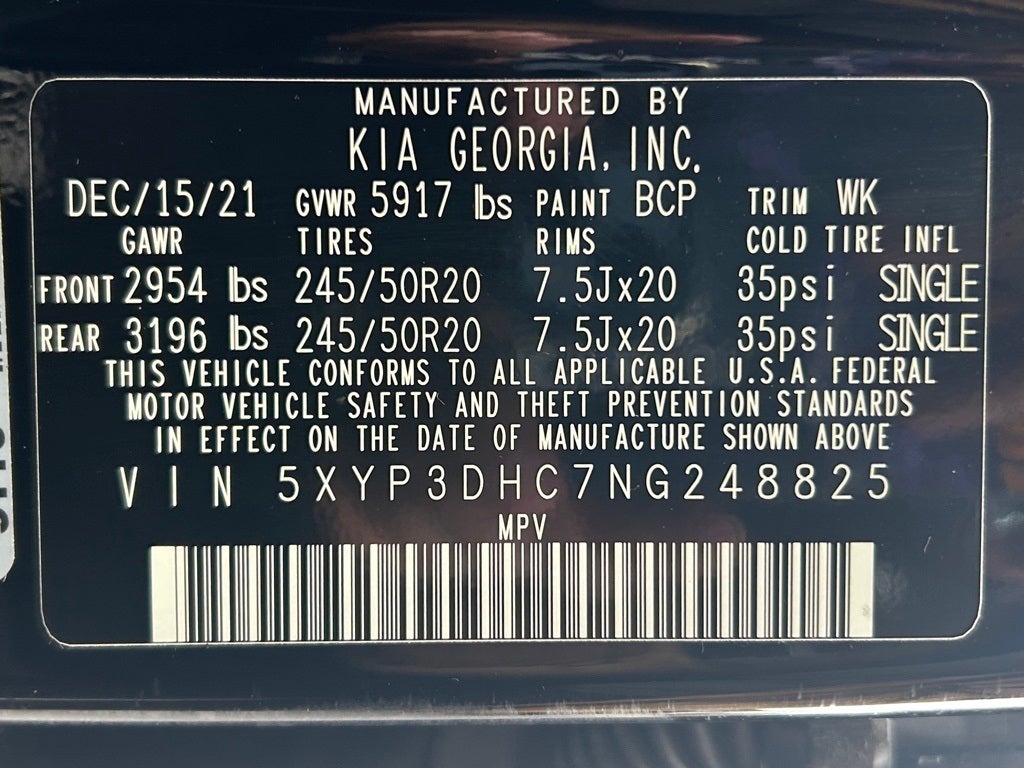 MANUFACTURED BY
KIA GEORGIA, INC.
DEC/15/21 GVWR 5917 lbs PAINT BCP TRIM WK
GAWR TIRES RIMS COLD TIRE INFL
FRONT 2954 lbs 245/50R20 7.5Jx20 35psi SINGLE
REAR 3196 lbs 245/50R20 7.5Jx20 35psi SINGLE
THIS VEHICLE CONFORMS TO ALL APPLICABLE U.S.A. FEDERAL
MOTOR VEHICLE SAFETY AND THEFT PREVENTION STANDARDS
IN EFFECT ON THE DATE OF MANUFACTURE SHOWN ABOVE
VIN 5XYP3DHC7NG248825
MPV